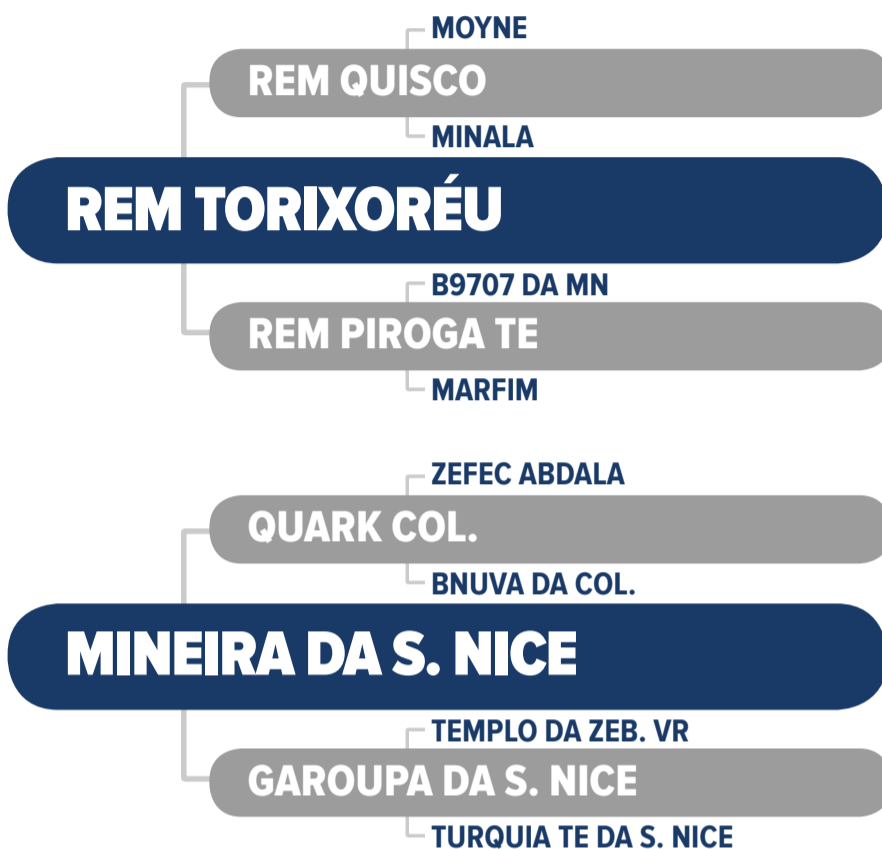 MOYNE
REM QUISCO
MINALA
REM TORIXORÉU
B9707 DA MN
REM PIROGA TE
MARFIM
ZEFEC ABDALA
QUARK COL.
BNUVA DA COL.
MINEIRA DA S. NICE
TEMPLO DA ZEB. VR
GAROUPA DA S. NICE
TURQUIA TE DA S. NICE